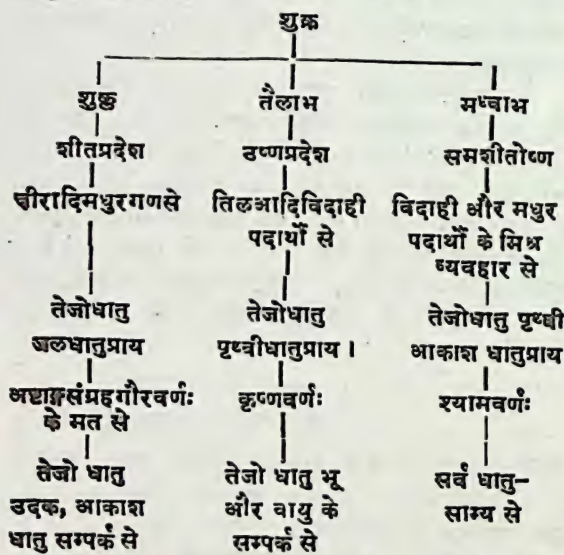 शुक्र
शुक्ल तैलाभ मध्वाभ
शीतप्रदेश उष्णप्रदेश समशीतोष्ण
क्षीरादिमधुरगणसे तिलआदिविदाही विदाही और मधुर
पदार्थों से पदार्थों के मिश्र
व्यवहार से
तेजोधातु तेजोधातु तेजोधातु पृथ्वी
जलधातुप्राय पृथ्वीधातुप्राय । आकाश धातुप्राय
अष्टाङ्गसंग्रहगौरवर्णः कृष्णवर्णः श्यामवर्णः
के मत से
तेजो धातु तेजो धातु भू सर्व धातु-
उदक, आकाश और वायु के साम्य से
धातु सम्पर्क से सम्पर्क से